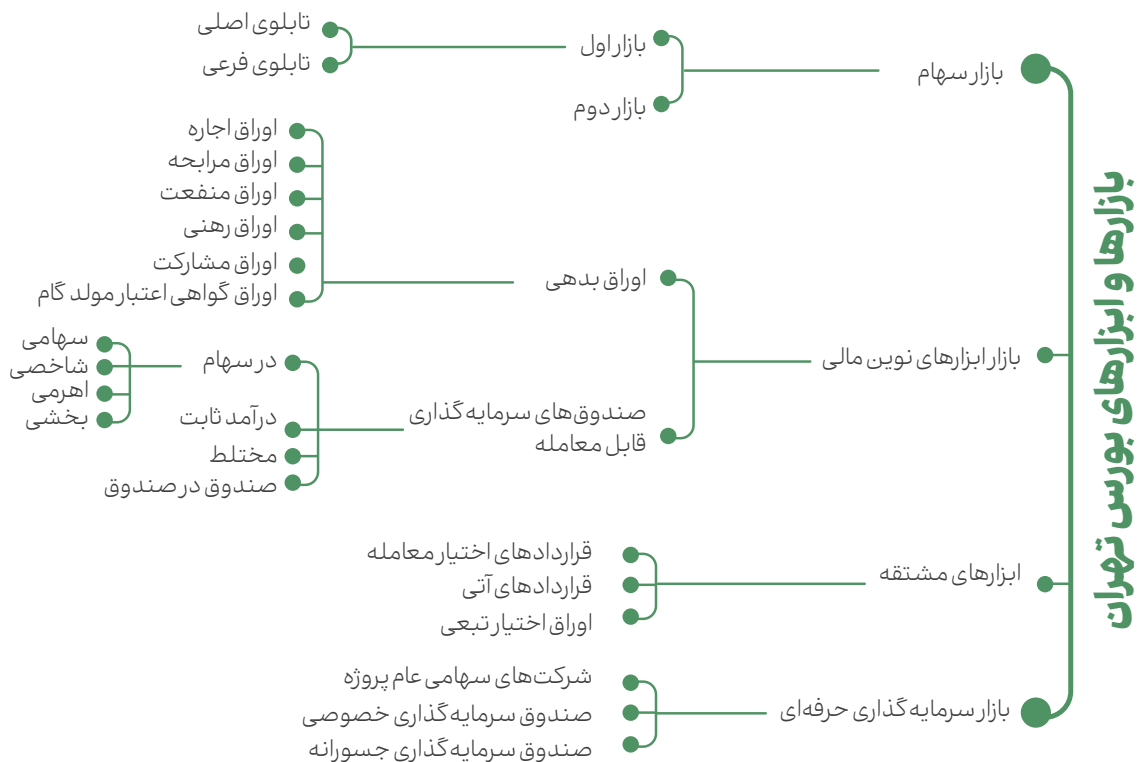 بازارها و ابزارهای بورس تهران
بازار سهام
بازار اول
تابلوی اصلی
تابلوی فرعی
بازار دوم
بازار ابزارهای نوین مالی
اوراق بدهی
اوراق اجاره
اوراق مرابحه
اوراق منفعت
اوراق رهنی
اوراق مشارکت
اوراق گواهی اعتبار مولد گام
صندوق‌های سرمایه گذاری
قابل معامله
در سهام
سهامی
شاخصی
اهرمی
بخشی
درآمد ثابت
مختلط
صندوق در صندوق
ابزارهای مشتقه
قراردادهای اختیار معامله
قراردادهای آتی
اوراق اختیار تبعی
بازار سرمایه گذاری حرفه‌ای
شرکت‌های سهامی عام پروژه
صندوق سرمایه گذاری خصوصی
صندوق سرمایه گذاری جسورانه